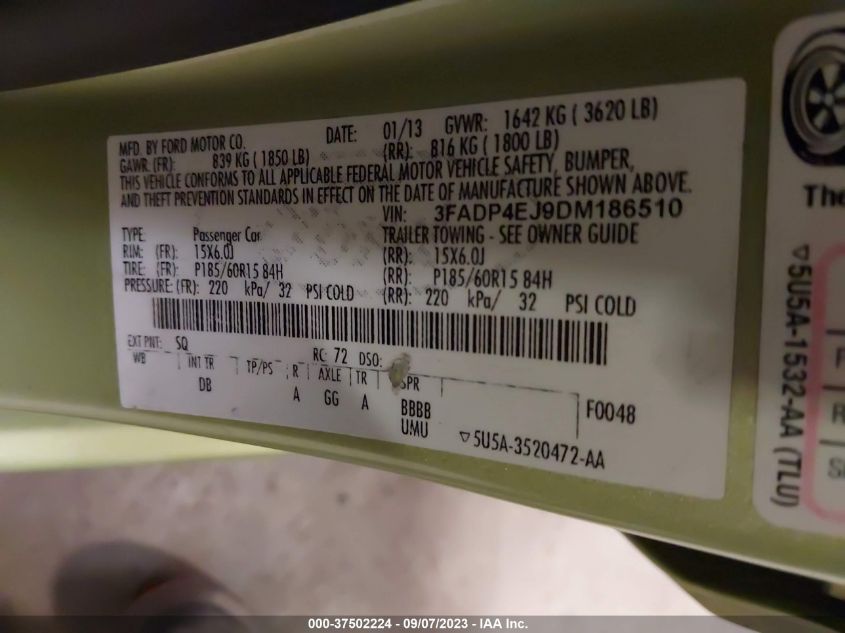 MFD. BY FORD MOTOR CO. DATE: 01/13 GVWR: 1642 KG ( 3620 LB)
GAWR: (FR): 839 KG ( 1850 LB) (RR): 816 KG ( 1800 LB)
THIS VEHICLE CONFORMS TO ALL APPLICABLE FEDERAL MOTOR VEHICLE SAFETY, BUMPER,
AND THEFT PREVENTION STANDARDS IN EFFECT ON THE DATE OF MANUFACTURE SHOWN ABOVE.
VIN: 3FADP4EJ9DM186510
TYPE: Passenger Car TRAILER TOWING - SEE OWNER GUIDE
RIM: (FR): 15X6.0J (RR): 15X6.0J
TIRE: (FR): P185/60R15 84H (RR): P185/60R15 84H
PRESSURE: (FR): 220 kPa/ 32 PSI COLD (RR): 220 kPa/ 32 PSI COLD
EXT PNT: SQ RC: 72 DSO:
WB INT TR TP/PS R AXLE TR SPR
DB A GG A BBBB F0048
UMU ▽5U5A-3520472-AA
The
▽5U5A-1532-AA (TLU)
000-37502224 - 09/07/2023 - IAA Inc.